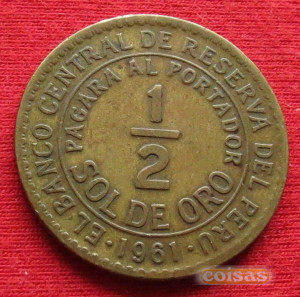 EL BANCO CENTRAL DE RESERVA DEL PERU
PAGARA AL PORTADOR
1/2
SOL DE ORO
·1961·
coisas